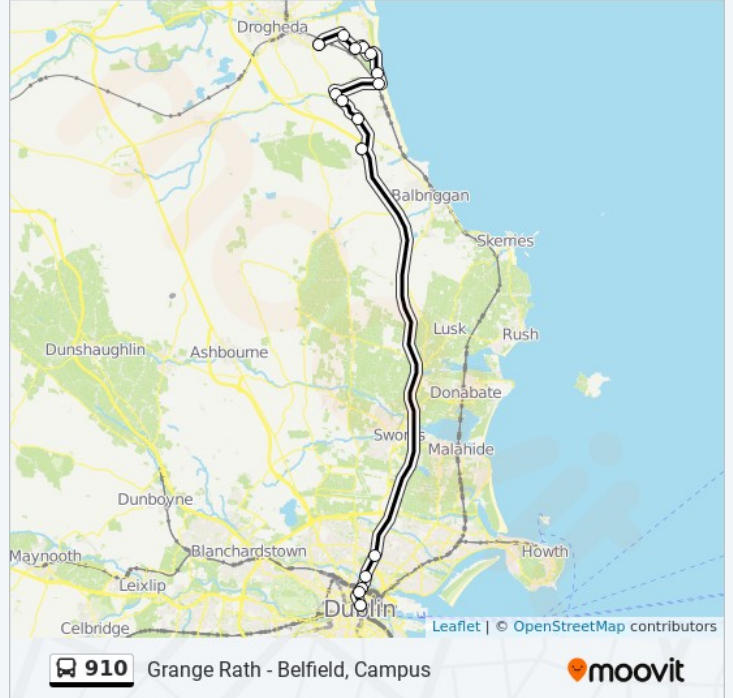 Drogheda
Balbriggan
Skerries
Lusk
Rush
Dunshaughlin
Ashbourne
Donabate
Swords
Malahide
Dunboyne
Maynooth
Blanchardstown
Howth
Leixlip
Dublin
Celbridge
Leaflet | © OpenStreetMap contributors
910 Grange Rath - Belfield, Campus
moovit